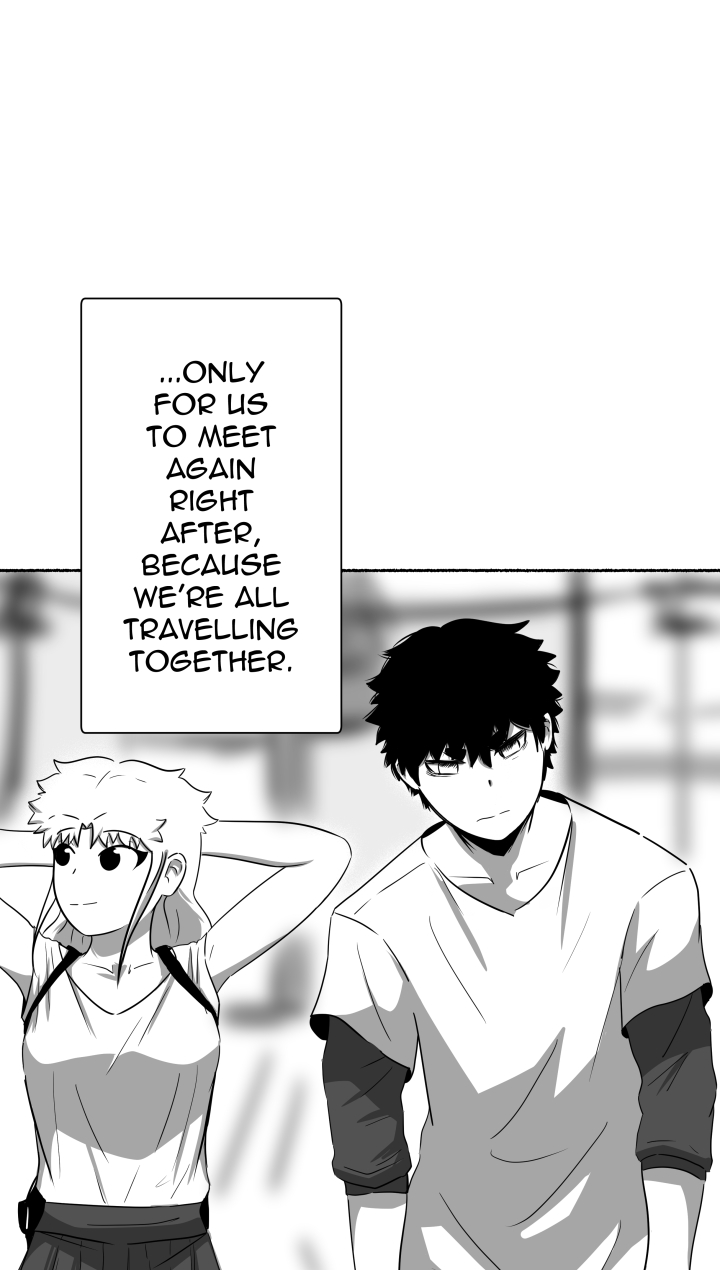 ...ONLY
FOR US
TO MEET
AGAIN
RIGHT
AFTER,
BECAUSE
WE'RE ALL
TRAVELLING
TOGETHER.